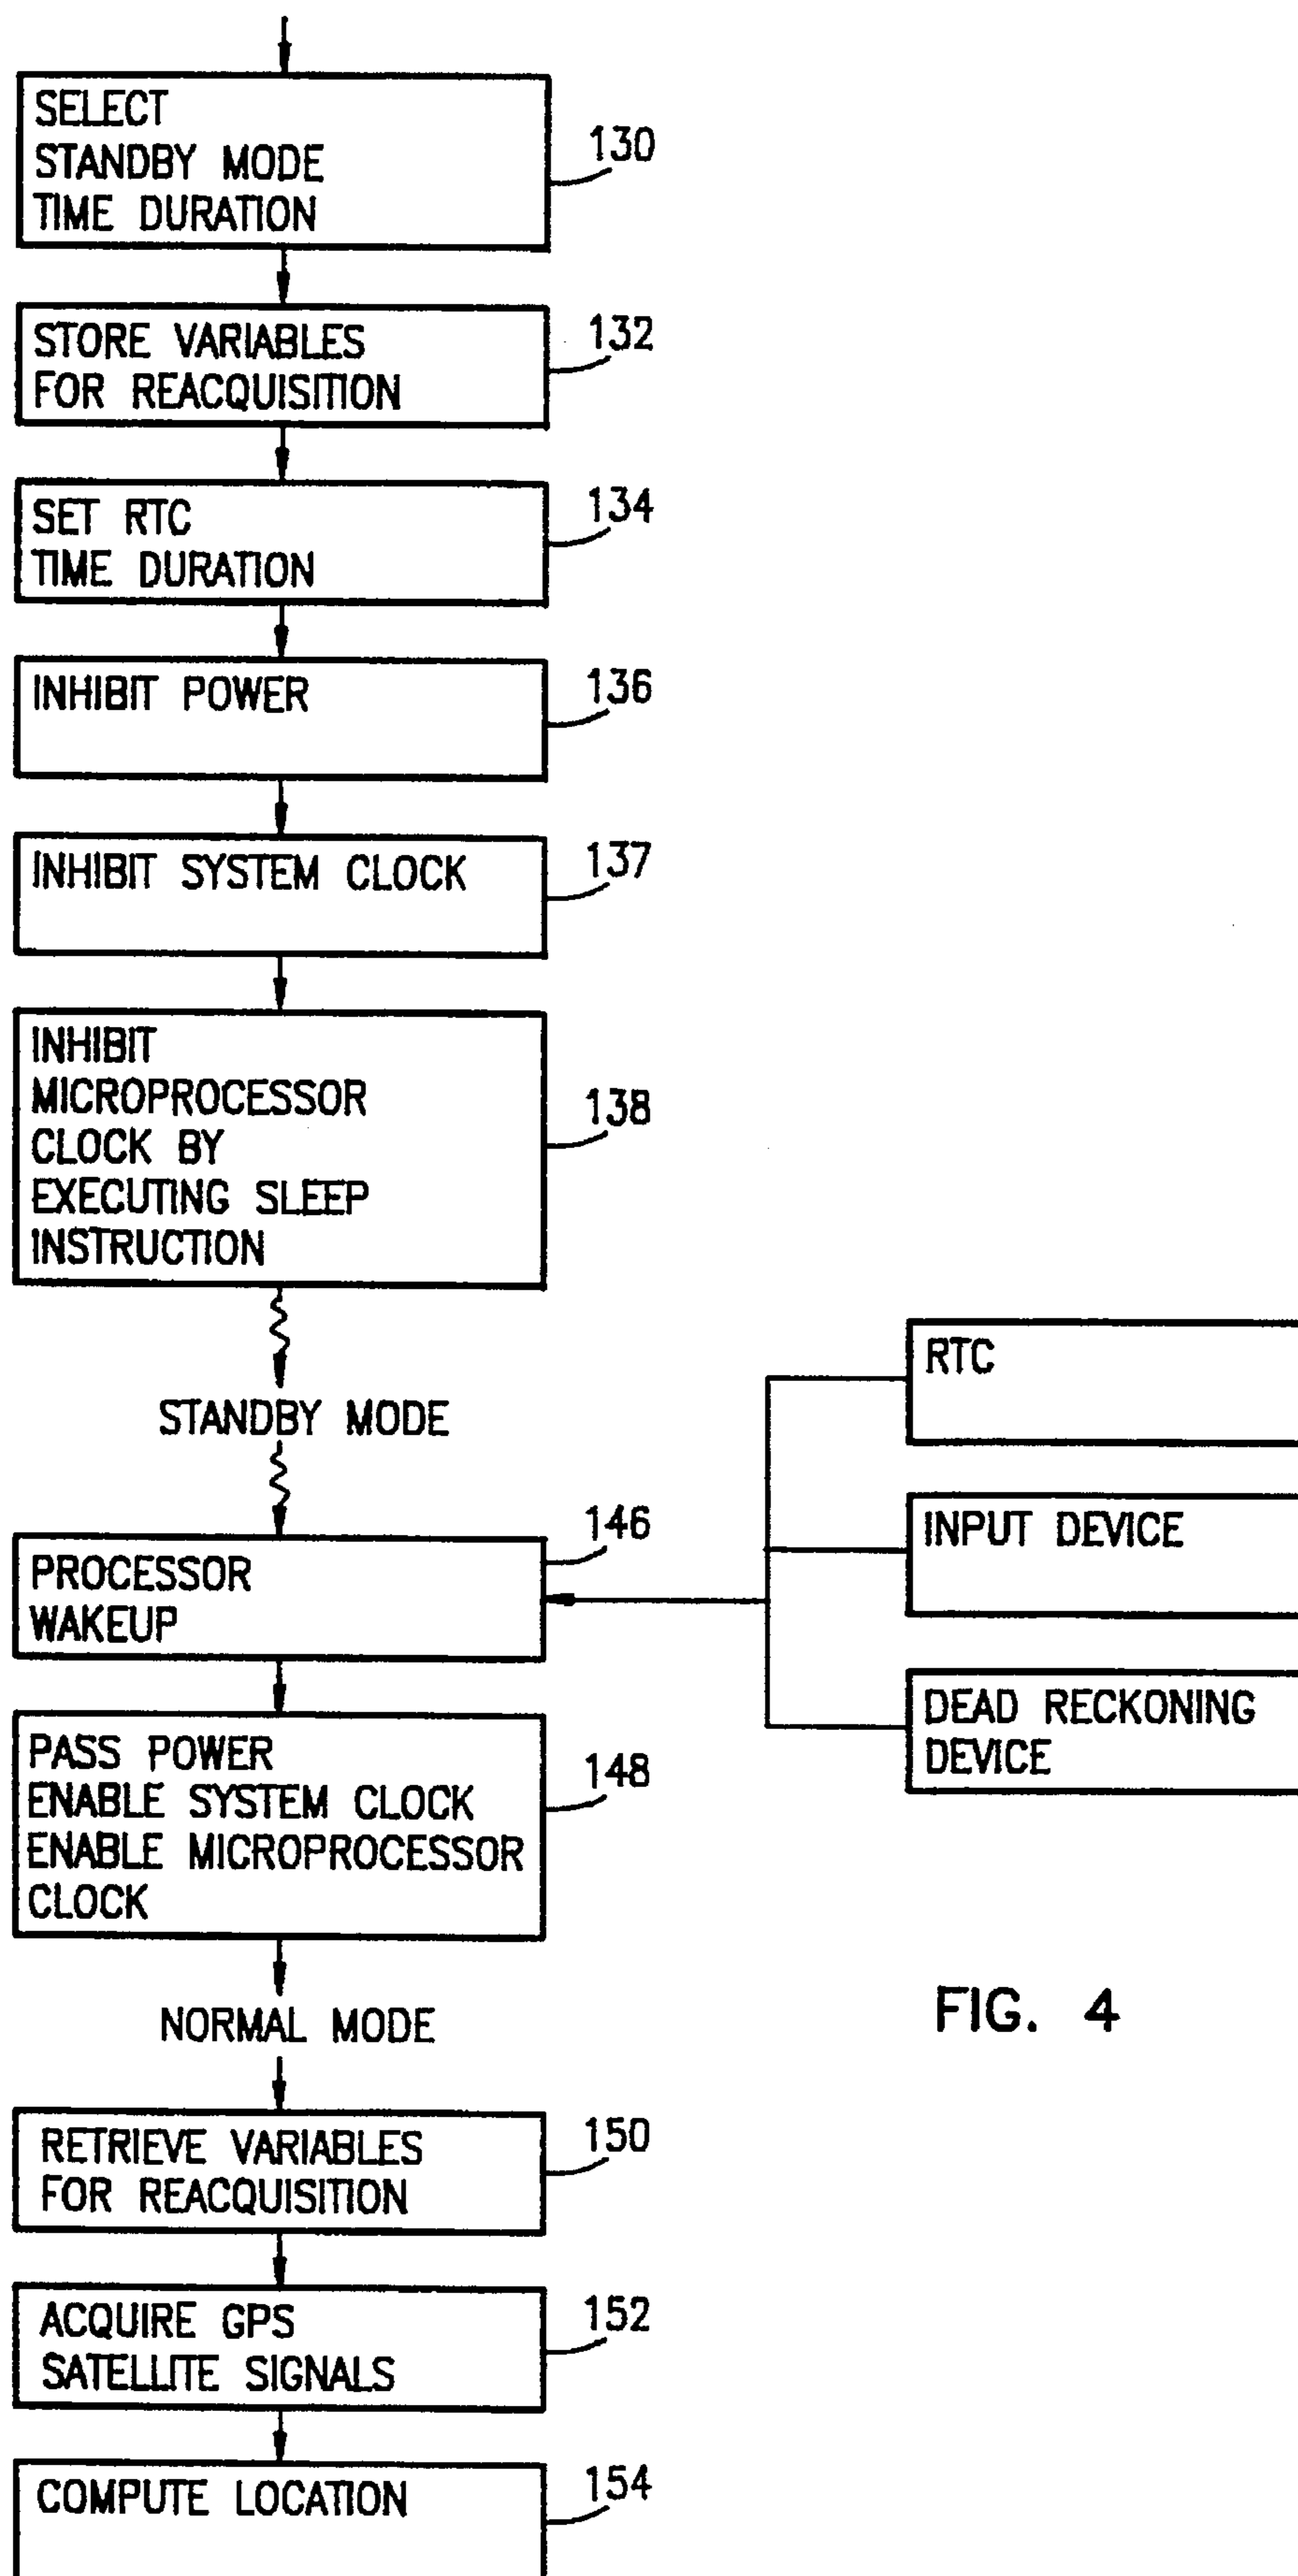 SELECT
STANDBY MODE
TIME DURATION
130
STORE VARIABLES
FOR REACQUISITION
132
SET RTC
TIME DURATION
134
INHIBIT POWER
136
INHIBIT SYSTEM CLOCK
137
INHIBIT
MICROPROCESSOR
CLOCK BY
EXECUTING SLEEP
INSTRUCTION
138
STANDBY MODE
RTC
INPUT DEVICE
DEAD RECKONING
DEVICE
PROCESSOR
WAKEUP
146
PASS POWER
ENABLE SYSTEM CLOCK
ENABLE MICROPROCESSOR
CLOCK
148
NORMAL MODE
RETRIEVE VARIABLES
FOR REACQUISITION
150
ACQUIRE GPS
SATELLITE SIGNALS
152
COMPUTE LOCATION
154
FIG. 4